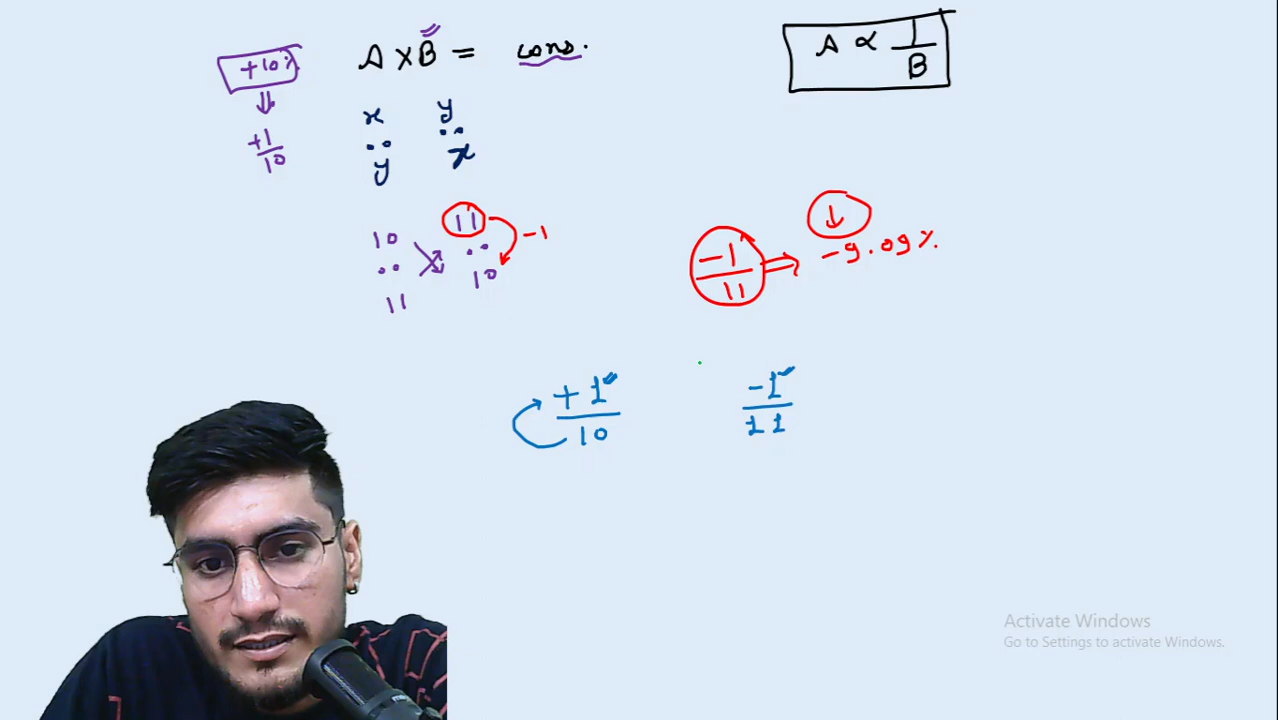 +10%
A × B = cons.
A ∝ 1/B
+1/10
x y
: :
y x
10 11 -1
: :
11 10
-1/11 ⇒ ↓ -9.09%
+1/10 -1/11
Activate Windows
Go to Settings to activate Windows.